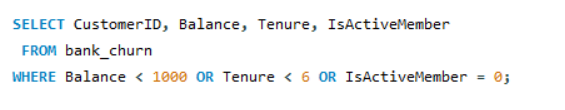 SELECT CustomerID, Balance, Tenure, IsActiveMember
FROM bank_churn
WHERE Balance < 1000 OR Tenure < 6 OR IsActiveMember = 0;